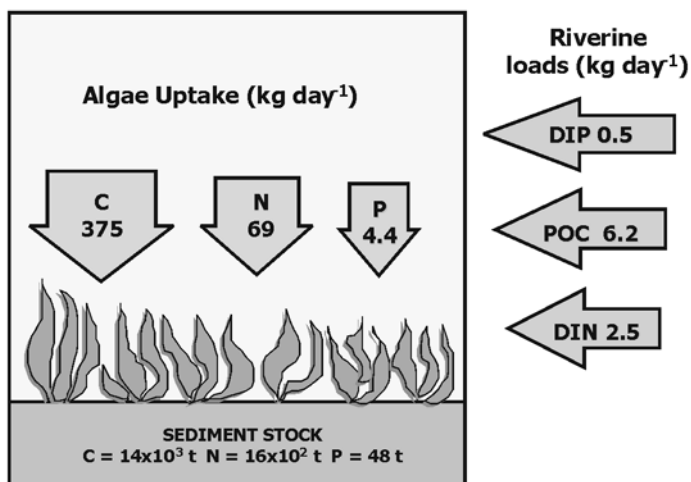 Algae Uptake (kg day⁻¹)
C
375
N
69
P
4.4
SEDIMENT STOCK
C = 14x10³ t N = 16x10² t P = 48 t
Riverine
loads (kg day⁻¹)
DIP 0.5
POC 6.2
DIN 2.5